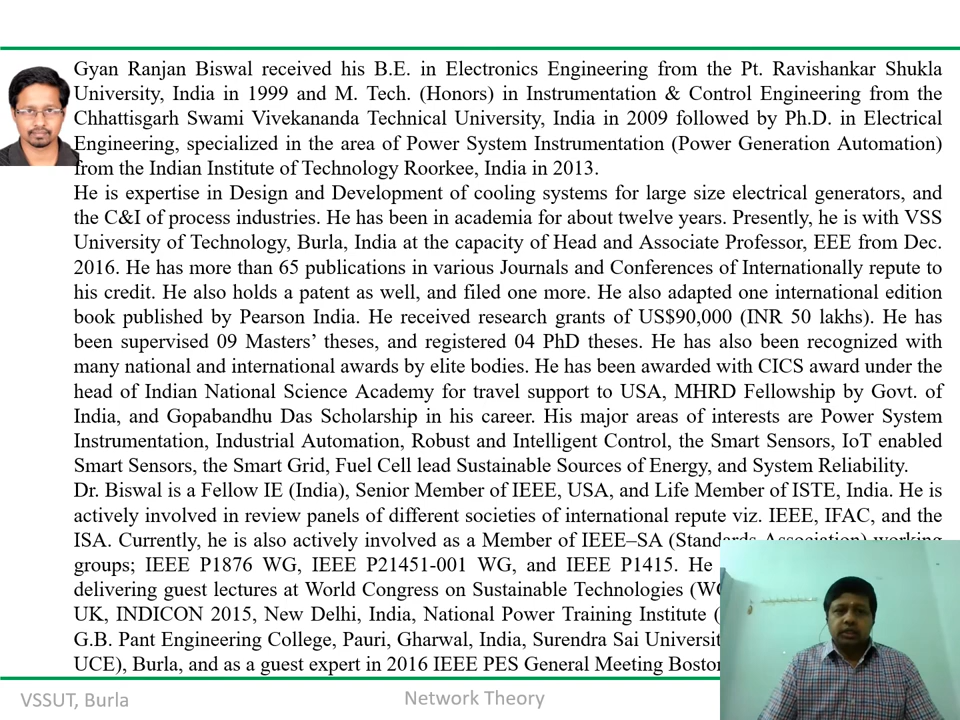 Gyan Ranjan Biswal received his B.E. in Electronics Engineering from the Pt. Ravishankar Shukla
University, India in 1999 and M. Tech. (Honors) in Instrumentation & Control Engineering from the
Chhattisgarh Swami Vivekananda Technical University, India in 2009 followed by Ph.D. in Electrical
Engineering, specialized in the area of Power System Instrumentation (Power Generation Automation)
from the Indian Institute of Technology Roorkee, India in 2013.
He is expertise in Design and Development of cooling systems for large size electrical generators, and
the C&I of process industries. He has been in academia for about twelve years. Presently, he is with VSS
University of Technology, Burla, India at the capacity of Head and Associate Professor, EEE from Dec.
2016. He has more than 65 publications in various Journals and Conferences of Internationally repute to
his credit. He also holds a patent as well, and filed one more. He also adapted one international edition
book published by Pearson India. He received research grants of US$90,000 (INR 50 lakhs). He has
been supervised 09 Masters’ theses, and registered 04 PhD theses. He has also been recognized with
many national and international awards by elite bodies. He has been awarded with CICS award under the
head of Indian National Science Academy for travel support to USA, MHRD Fellowship by Govt. of
India, and Gopabandhu Das Scholarship in his career. His major areas of interests are Power System
Instrumentation, Industrial Automation, Robust and Intelligent Control, the Smart Sensors, IoT enabled
Smart Sensors, the Smart Grid, Fuel Cell lead Sustainable Sources of Energy, and System Reliability.
Dr. Biswal is a Fellow IE (India), Senior Member of IEEE, USA, and Life Member of ISTE, India. He is
actively involved in review panels of different societies of international repute viz. IEEE, IFAC, and the
ISA. Currently, he is also actively involved as a Member of IEEE–SA (Standards Association) working
groups; IEEE P1876 WG, IEEE P21451-001 WG, and IEEE P1415. He
delivering guest lectures at World Congress on Sustainable Technologies
UK, INDICON 2015, New Delhi, India, National Power Training Institute
G.B. Pant Engineering College, Pauri, Gharwal, India, Surendra Sai
UCE), Burla, and as a guest expert in 2016 IEEE PES General Meeting
VSSUT, Burla
Network Theory